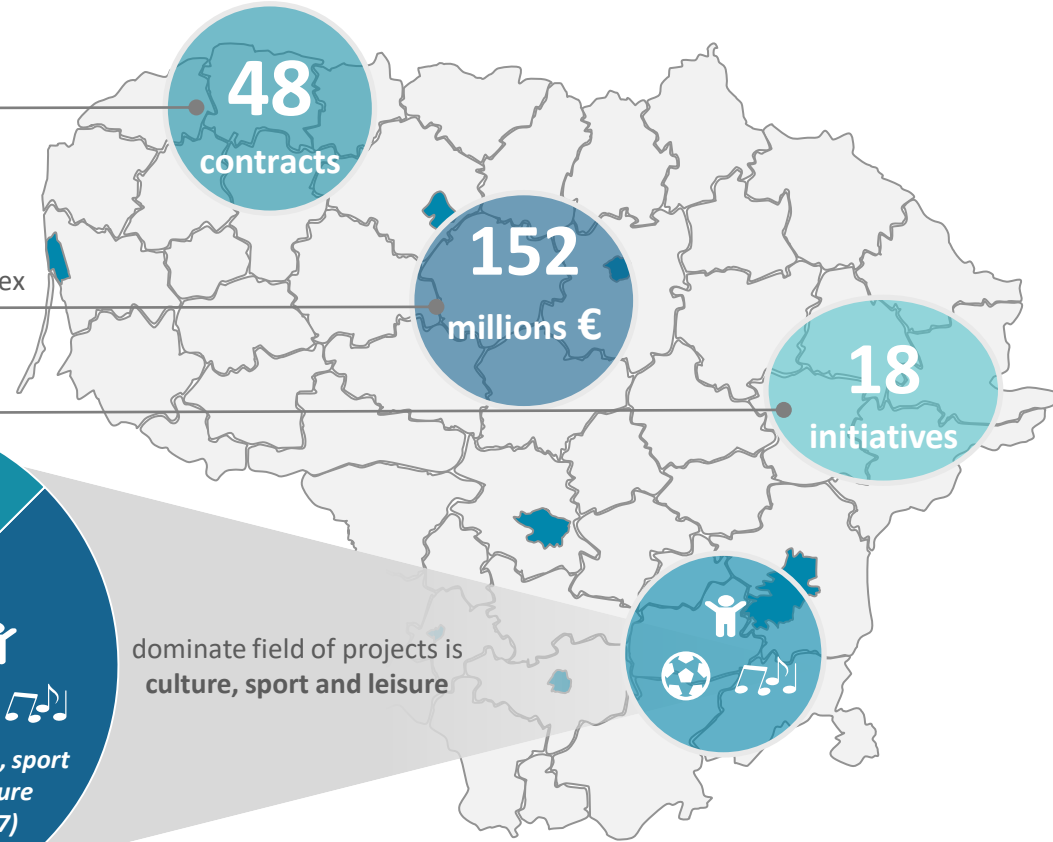 48
contracts
ex
152
millions €
18
initiatives
dominate field of projects is
culture, sport and leisure
, sport
ure
7)